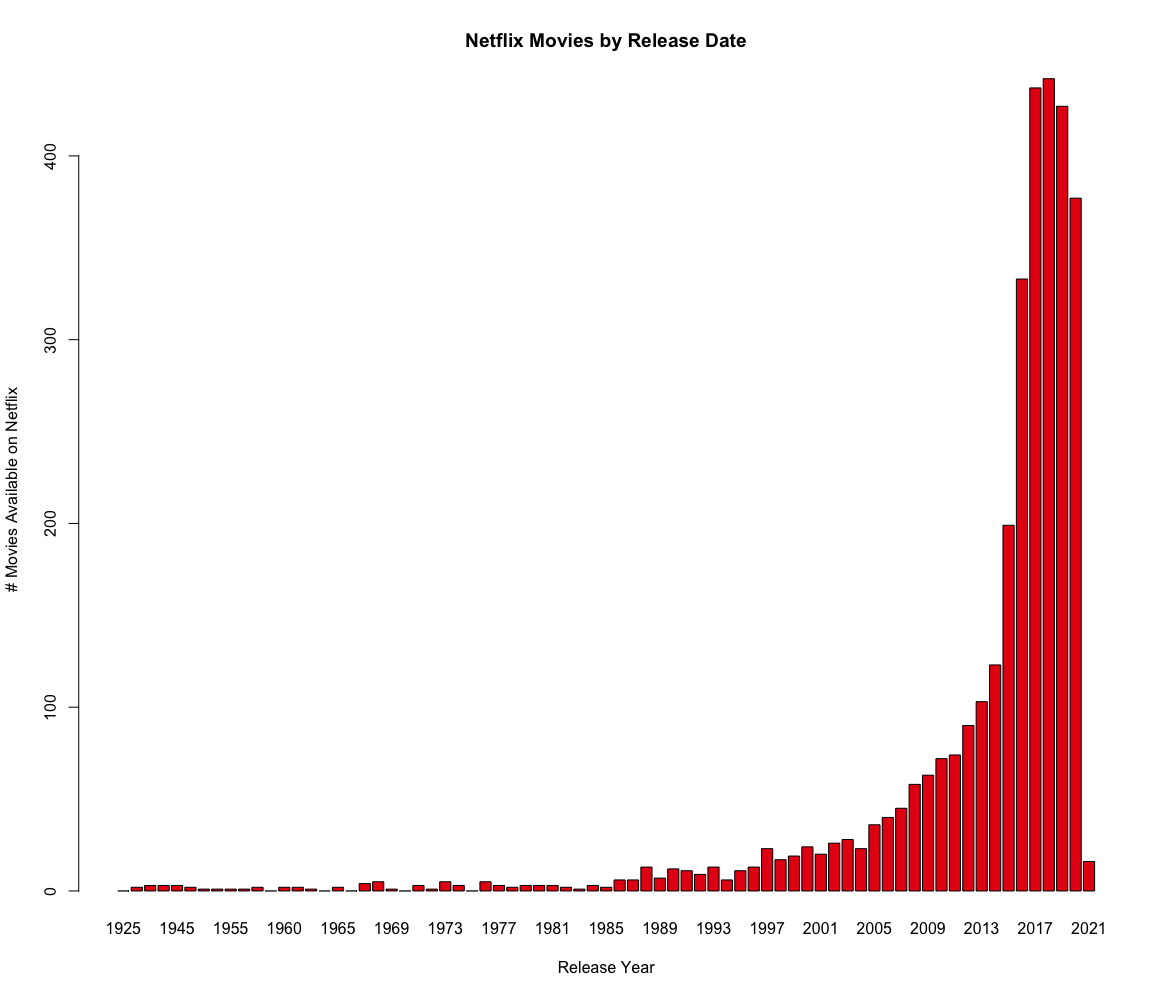 Netflix Movies by Release Date
# Movies Available on Netflix
400
300
200
100
0
1925 1945 1955 1960 1965 1969 1973 1977 1981 1985 1989 1993 1997 2001 2005 2009 2013 2017 2021
Release Year